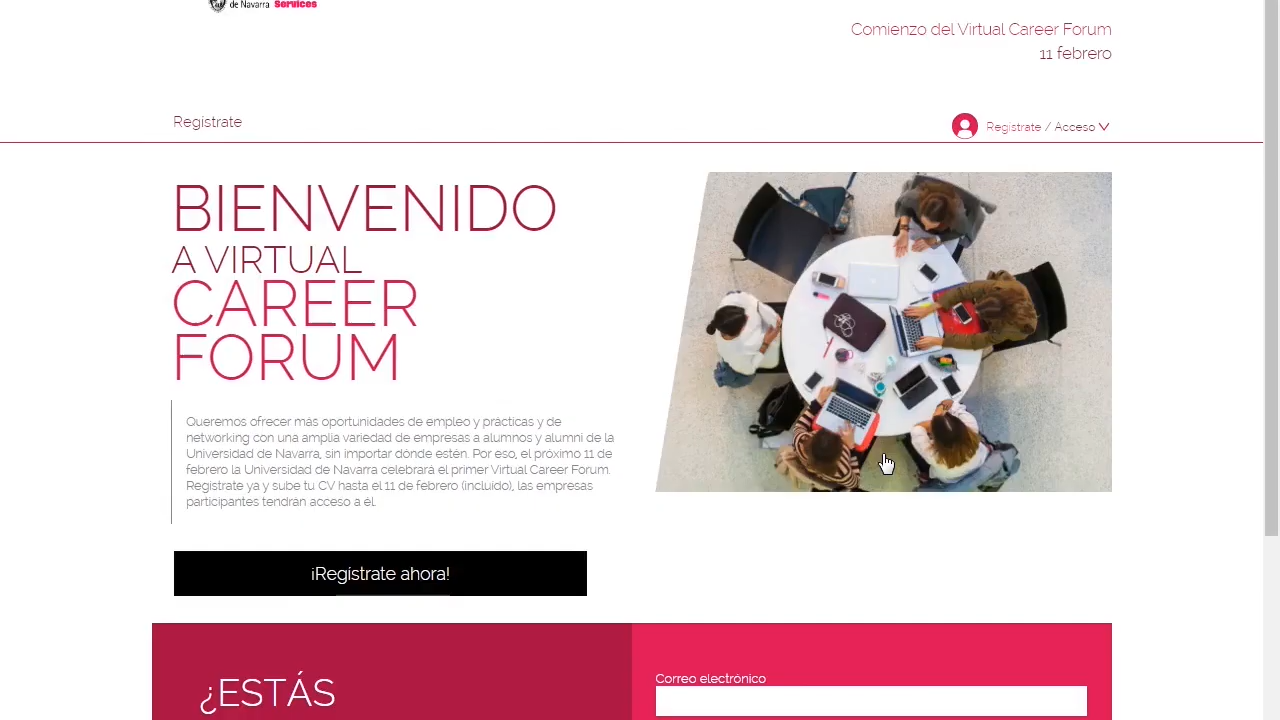 de Navarra Services
Comienzo del Virtual Career Forum
11 febrero
Regístrate
Regístrate / Acceso
BIENVENIDO
A VIRTUAL
CAREER
FORUM
Queremos ofrecer más oportunidades de empleo y prácticas y de
networking con una amplia variedad de empresas a alumnos y alumni de la
Universidad de Navarra, sin importar dónde estén. Por eso, el próximo 11 de
febrero la Universidad de Navarra celebrará el primer Virtual Career Forum.
Regístrate ya y sube tu CV hasta el 11 de febrero (incluido), las empresas
participantes tendrán acceso a él.
¡Regístrate ahora!
¿ESTÁS
Correo electrónico